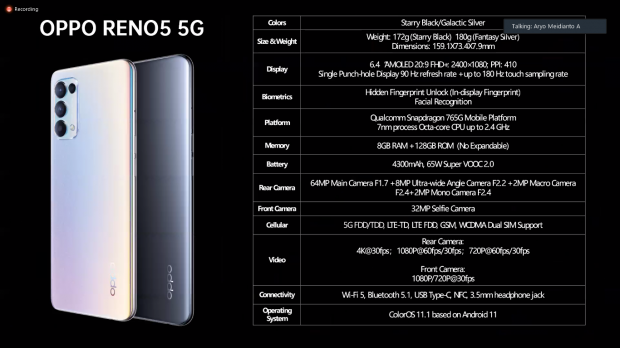 Recording
Talking: Aryo Meidianto A
OPPO RENO5 5G
Colors
Starry Black/Galactic Silver
Size & Weight
Weight: 172g (Starry Black) 180g (Fantasy Silver)
Dimensions: 159.1X73.4X7.9mm
Display
6.4 "AMOLED 20:9 FHD+: 2400×1080; PPI: 410
Single Punch-hole Display 90 Hz refresh rate + up to 180 Hz touch sampling rate
Biometrics
Hidden Fingerprint Unlock (In-display Fingerprint)
Facial Recognition
Platform
Qualcomm Snapdragon 765G Mobile Platform
7nm process Octa-core CPU up to 2.4 GHz
Memory
8GB RAM +128GB ROM (No Expandable)
Battery
4300mAh, 65W Super VOOC 2.0
Rear Camera
64MP Main Camera F1.7 +8MP Ultra-wide Angle Camera F2.2 +2MP Macro Camera
F2.4+2MP Mono Camera F2.4
Front Camera
32MP Selfie Camera
Cellular
5G FDD/TDD, LTE-TD, LTE FDD, GSM, WCDMA Dual SIM Support
Video
Rear Camera:
4K@30fps; 1080P@60fps/30fps; 720P@60fps/30fps
Front Camera:
1080P/720P@30fps
Connectivity
Wi-Fi 5, Bluetooth 5.1, USB Type-C, NFC, 3.5mm headphone jack
Operating
System
ColorOS 11.1 based on Android 11
oppo
oppo